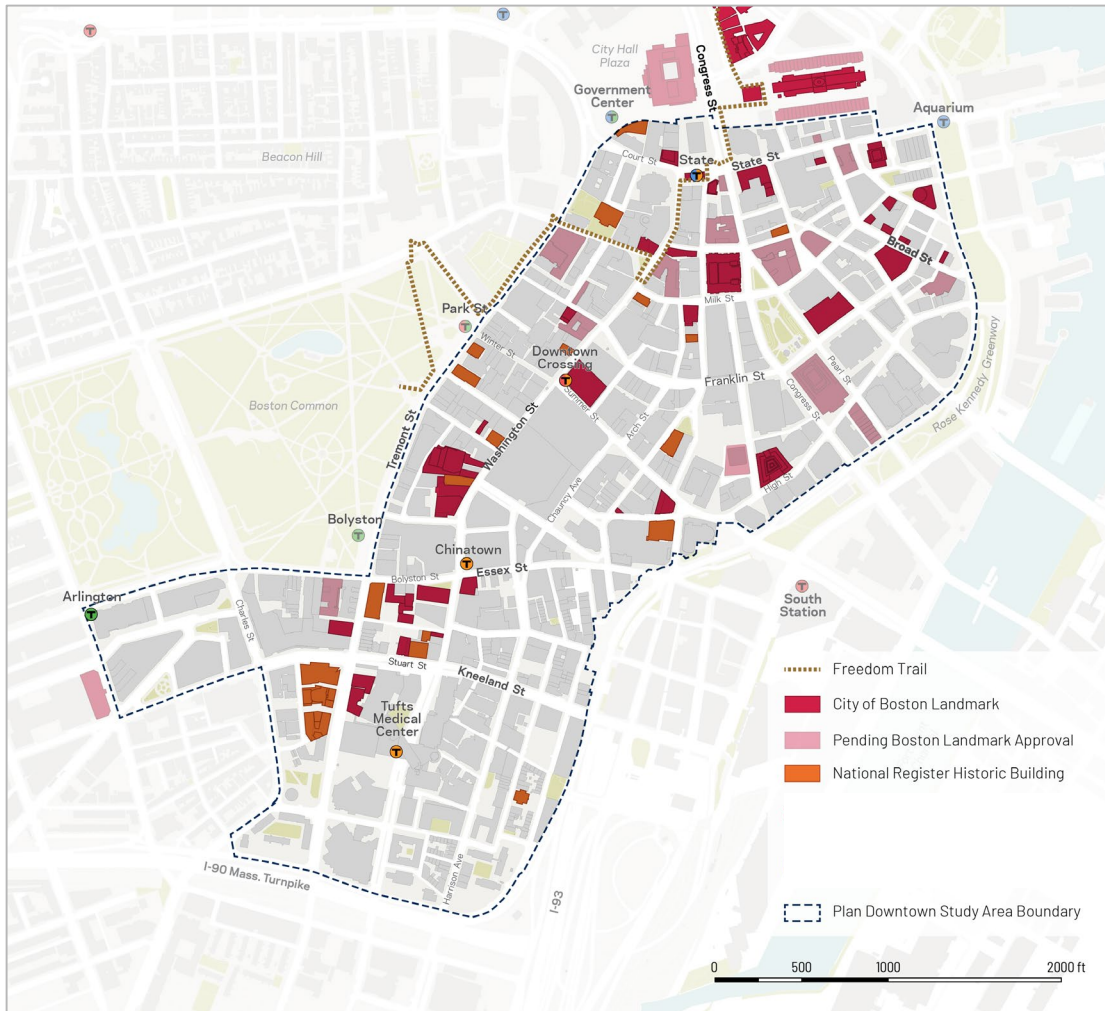 City Hall
Plaza
Congress St
Government
Center
Aquarium
Beacon Hill
Court St
State
State St
Broad St
Park St
Milk St
Winter St
Downtown
Crossing
Franklin St
Summer St
Pearl St
Congress St
Rose Kennedy Greenway
Boston Common
Tremont St
Washington St
Arch St
High St
Chauncy Ave
Bolyston
Chinatown
Bolyston St
Essex St
Arlington
Charles St
South
Station
Stuart St
Kneeland St
Tufts
Medical
Center
Harrison Ave
I-90 Mass. Turnpike
I-93
Freedom Trail
City of Boston Landmark
Pending Boston Landmark Approval
National Register Historic Building
Plan Downtown Study Area Boundary
0 500 1000 2000 ft
T
T
T
T
T
T
T
T
T
T
T